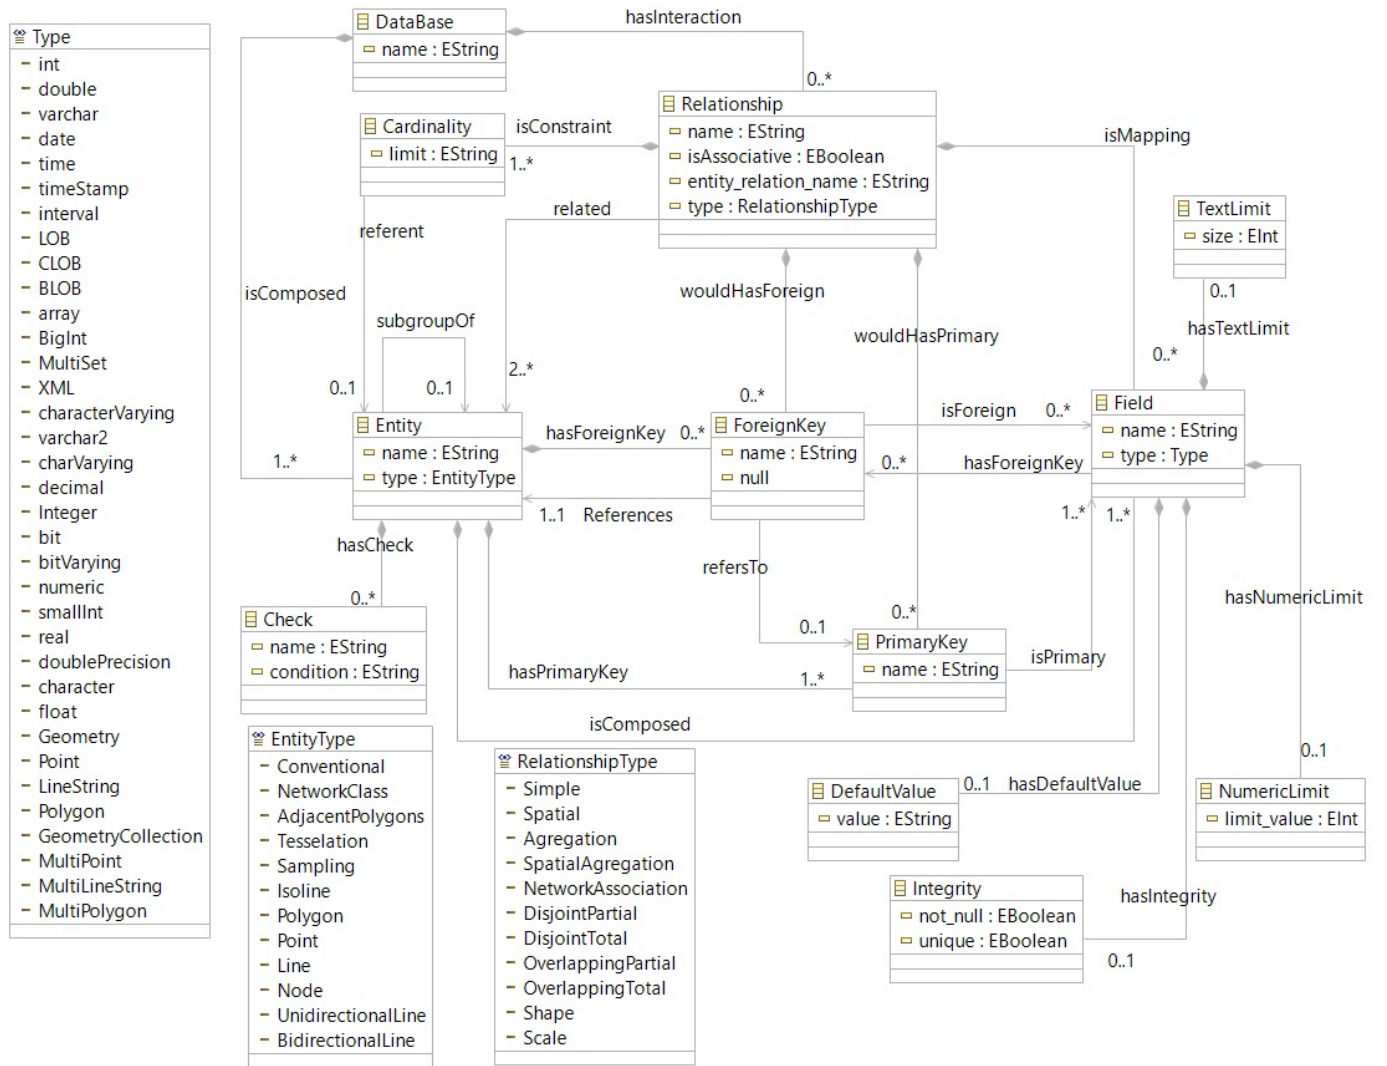 Type
int
double
varchar
date
time
timeStamp
interval
LOB
CLOB
BLOB
array
BigInt
MultiSet
XML
characterVarying
varchar2
charVarying
decimal
Integer
bit
bitVarying
numeric
smallInt
real
doublePrecision
character
float
Geometry
Point
LineString
Polygon
GeometryCollection
MultiPoint
MultiLineString
MultiPolygon
DataBase
name : EString
hasInteraction
0..*
Relationship
name : EString
isAssociative : EBoolean
entity_relation_name : EString
type : RelationshipType
Cardinality
limit : EString
isConstraint
1..*
isMapping
referent
related
TextLimit
size : EInt
0..1
hasTextLimit
isComposed
subgroupOf
wouldHasForeign
wouldHasPrimary
0..1
0..1
2..*
0..*
0..*
Entity
name : EString
type : EntityType
1..*
hasForeignKey
0..*
ForeignKey
name : EString
null
isForeign
0..*
Field
name : EString
type : Type
0..*
hasForeignKey
1..1
References
1..*
1..*
hasCheck
0..*
refersTo
0..1
0..*
hasNumericLimit
Check
name : EString
condition : EString
PrimaryKey
name : EString
isPrimary
hasPrimaryKey
1..*
isComposed
EntityType
Conventional
NetworkClass
AdjacentPolygons
Tesselation
Sampling
Isoline
Polygon
Point
Line
Node
UnidirectionalLine
BidirectionalLine
RelationshipType
Simple
Spatial
Agregation
SpatialAgregation
NetworkAssociation
DisjointPartial
DisjointTotal
OverlappingPartial
OverlappingTotal
Shape
Scale
DefaultValue
value : EString
0..1
hasDefaultValue
0..1
NumericLimit
limit_value : EInt
Integrity
not_null : EBoolean
unique : EBoolean
hasIntegrity
0..1